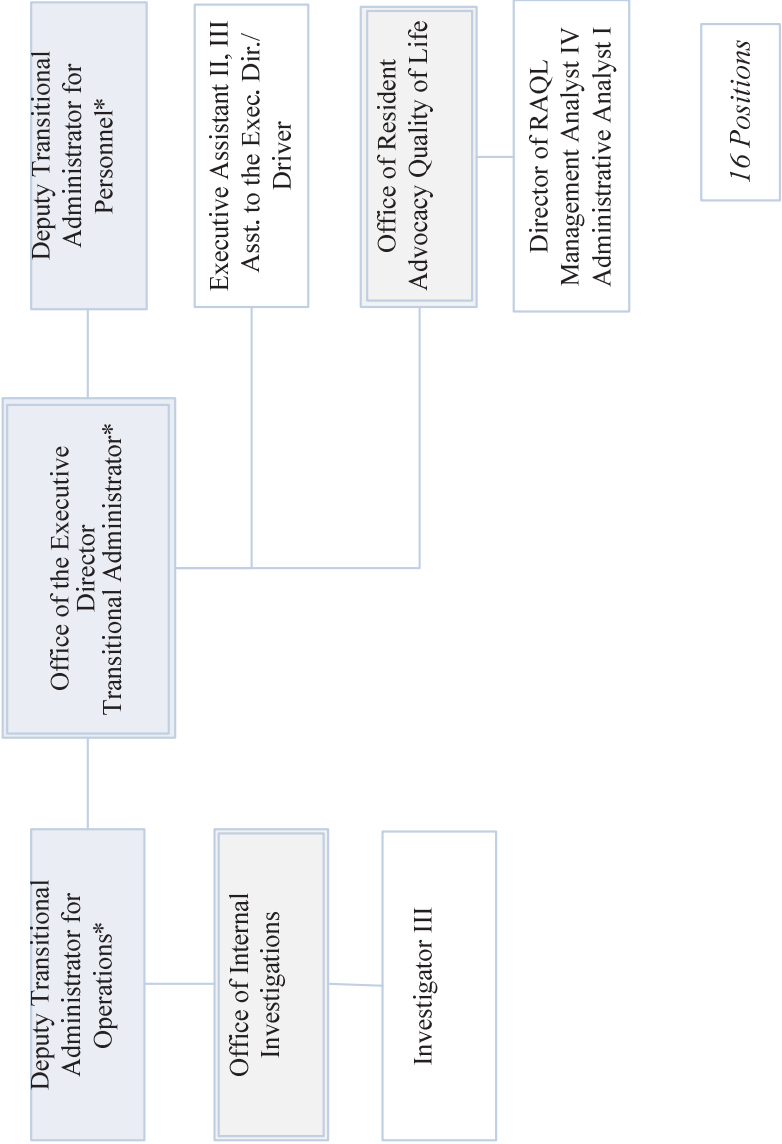 Deputy Transitional
Administrator for
Operations*
Office of the Executive
Director
Transitional Administrator*
Deputy Transitional
Administrator for
Personnel*
Executive Assistant II, III
Asst. to the Exec. Dir./
Driver
Office of Internal
Investigations
Office of Resident
Advocacy Quality of Life
Investigator III
Director of RAQL
Management Analyst IV
Administrative Analyst I
16 Positions